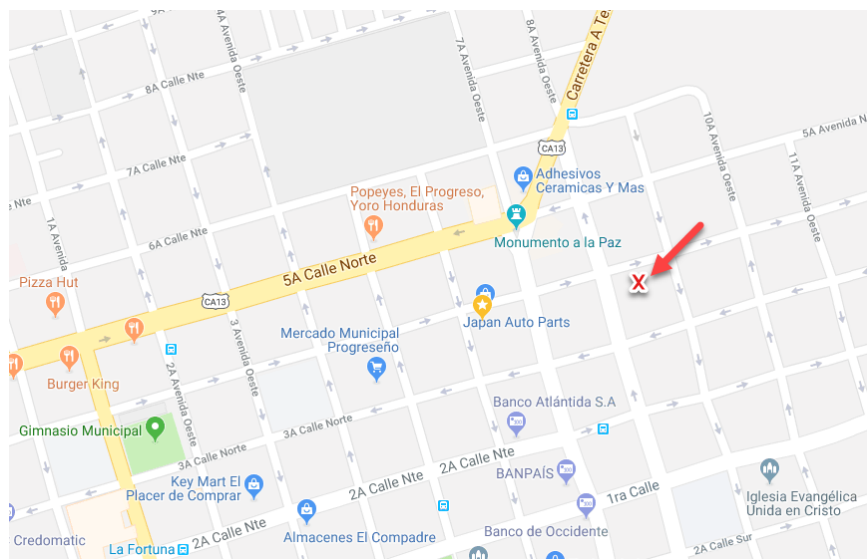 4A Avenida Oeste
7A Avenida Oeste
8A Avenida Oeste
Carretera A Te
8A Calle Nte
10A Avenida Oeste
5A Avenida N
CA13
7A Calle Nte
11A Avenida Oeste
Adhesivos
Ceramicas Y Mas
Popeyes, El Progreso,
Yoro Honduras
le Nte
1A Avenida
6A Calle Nte
Monumento a la Paz
5A Calle Norte
X
Pizza Hut
CA13
Japan Auto Parts
Mercado Municipal
Progreseño
3 Avenida Oeste
2A Avenida Oeste
Burger King
Banco Atlántida S.A
Gimnasio Municipal
3A Calle Norte
3A Calle Norte
2A Calle Nte
2A Calle Nte
BANPAÍS
Key Mart El
Placer de Comprar
1ra Calle
Iglesia Evangélica
Unida en Cristo
Almacenes El Compadre
Banco de Occidente
Credomatic
2A Calle Nte
La Fortuna
2A Calle Sur